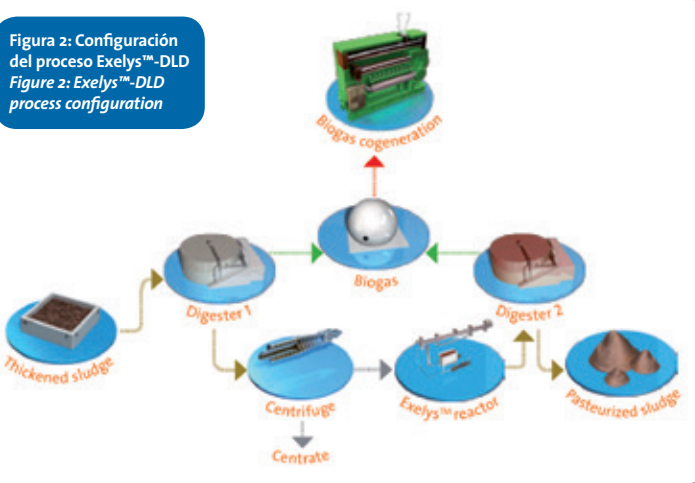 Figura 2: Configuración
del proceso Exelys™-DLD
Figure 2: Exelys™-DLD
process configuration
Biogas cogeneration
Biogas
Digester 1
Digester 2
Thickened sludge
Centrifuge
Exelys™ reactor
Pasteurized sludge
Centrate